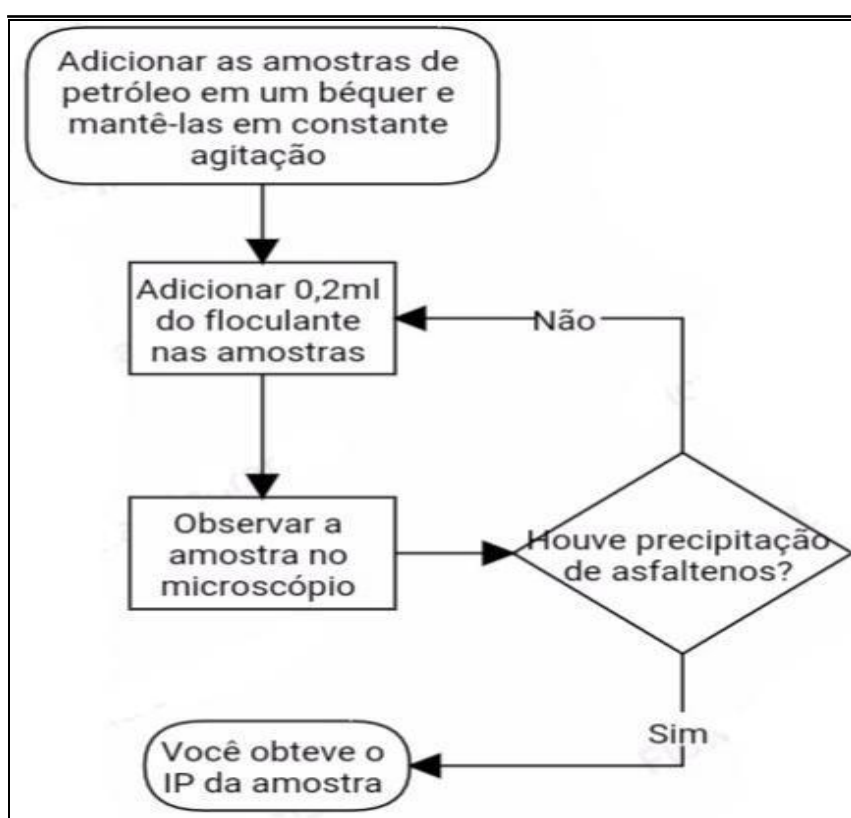 Adicionar as amostras de
petróleo em um béquer e
mantê-las em constante
agitação
Adicionar 0,2ml
do floculante
nas amostras
Não
Observar a
amostra no
microscópio
Houve precipitação
de asfaltenos?
Sim
Você obteve o
IP da amostra